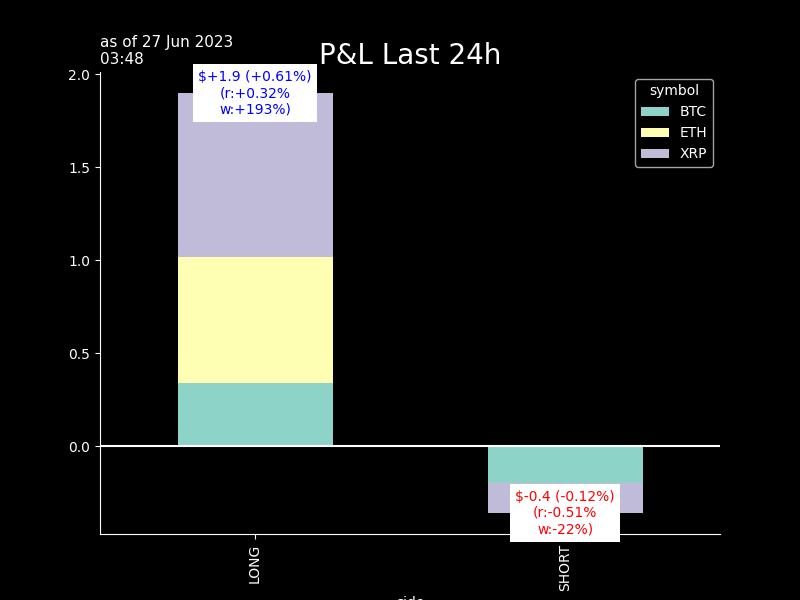 as of 27 Jun 2023
03:48
P&L Last 24h
2.0
1.5
1.0
0.5
0.0
$+1.9 (+0.61%)
(r:+0.32%
w:+193%)
symbol
BTC
ETH
XRP
$-0.4 (-0.12%)
(r:-0.51%
w:-22%)
LONG
SHORT
side